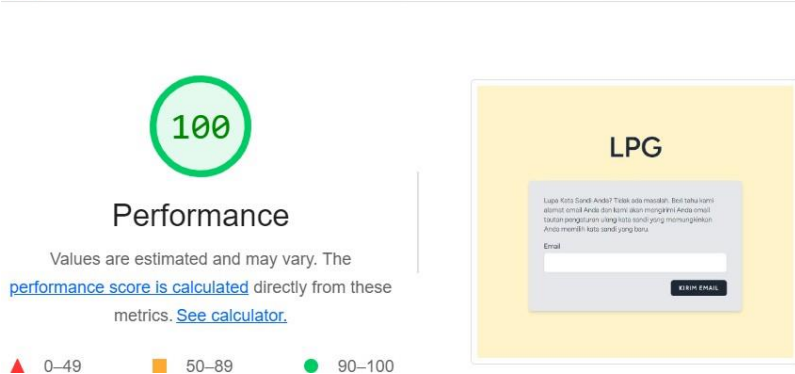 100
Performance
Values are estimated and may vary. The
performance score is calculated directly from these
metrics. See calculator.
0–49
50–89
90–100
LPG
Lupa Kata Sandi Anda? Tidak ada masalah. Beri tahu kami
alamat email Anda dan kami akan mengirimi Anda email
tautan pengaturan ulang kata sandi yang memungkinkan
Anda memilih kata sandi yang baru.
Email
KIRIM EMAIL